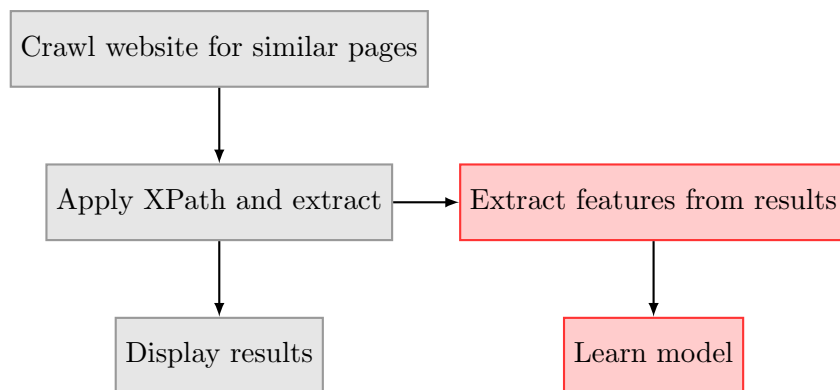 Crawl website for similar pages
Apply XPath and extract
Extract features from results
Display results
Learn model